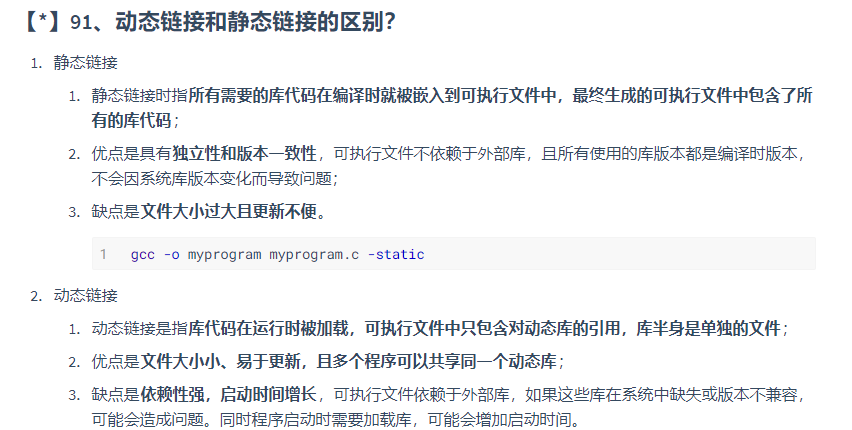 【*】91、动态链接和静态链接的区别？
1. 静态链接
1. 静态链接时指所有需要的库代码在编译时就被嵌入到可执行文件中，最终生成的可执行文件中包含了所
有的库代码；
2. 优点是具有独立性和版本一致性，可执行文件不依赖于外部库，且所有使用的库版本都是编译时版本，
不会因系统库版本变化而导致问题；
3. 缺点是文件大小过大且更新不便。
1 gcc -o myprogram myprogram.c -static
2. 动态链接
1. 动态链接是指库代码在运行时被加载，可执行文件中只包含对动态库的引用，库半身是单独的文件；
2. 优点是文件大小小、易于更新，且多个程序可以共享同一个动态库；
3. 缺点是依赖性强，启动时间增长，可执行文件依赖于外部库，如果这些库在系统中缺失或版本不兼容，
可能会造成问题。同时程序启动时需要加载库，可能会增加启动时间。